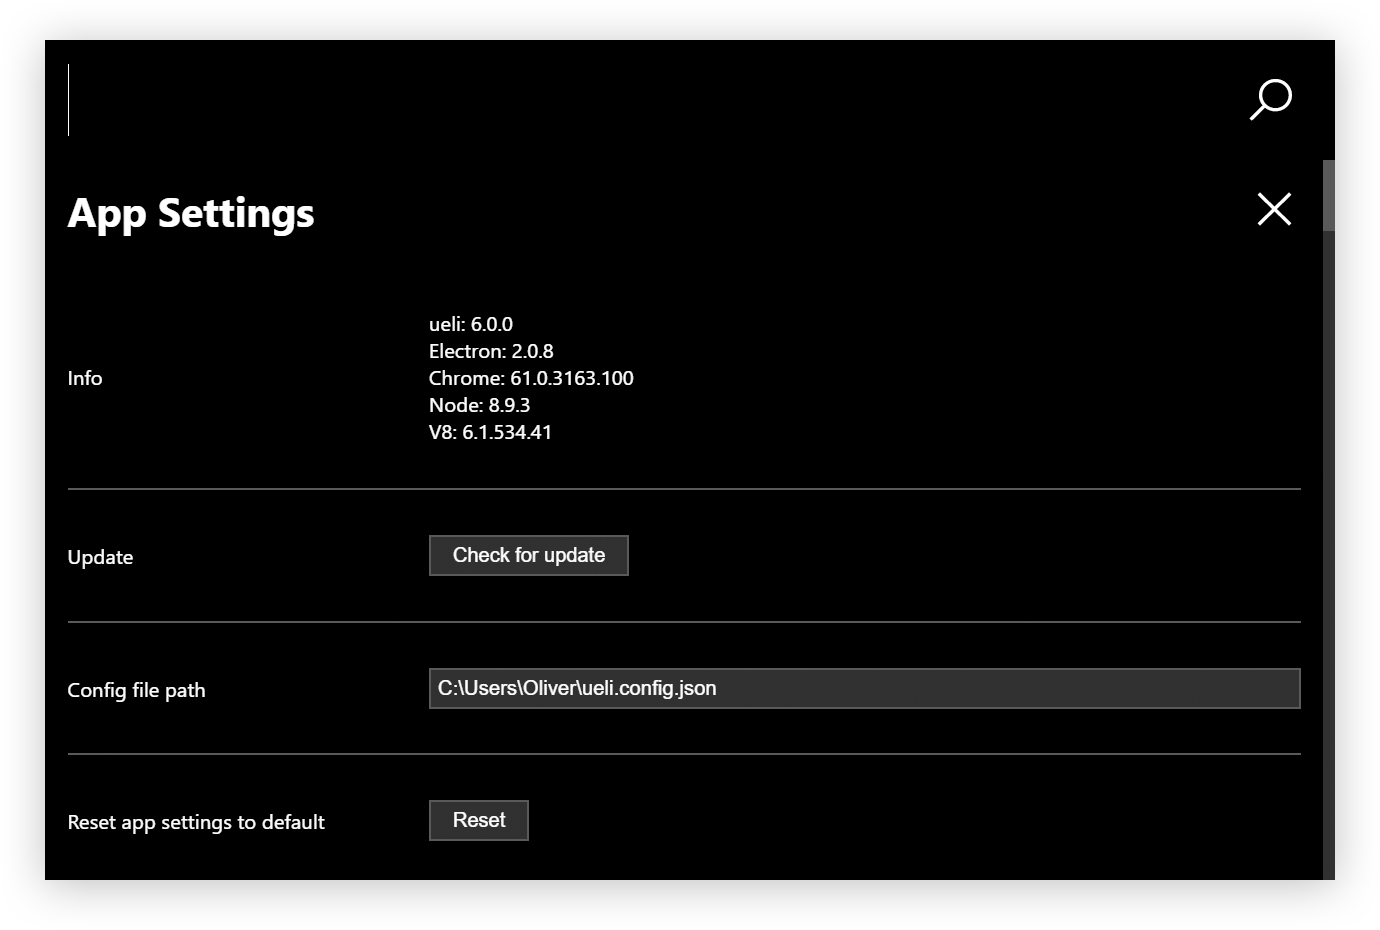 App Settings
Info
ueli: 6.0.0
Electron: 2.0.8
Chrome: 61.0.3163.100
Node: 8.9.3
V8: 6.1.534.41
Update
Check for update
Config file path
C:\Users\Oliver\ueli.config.json
Reset app settings to default
Reset